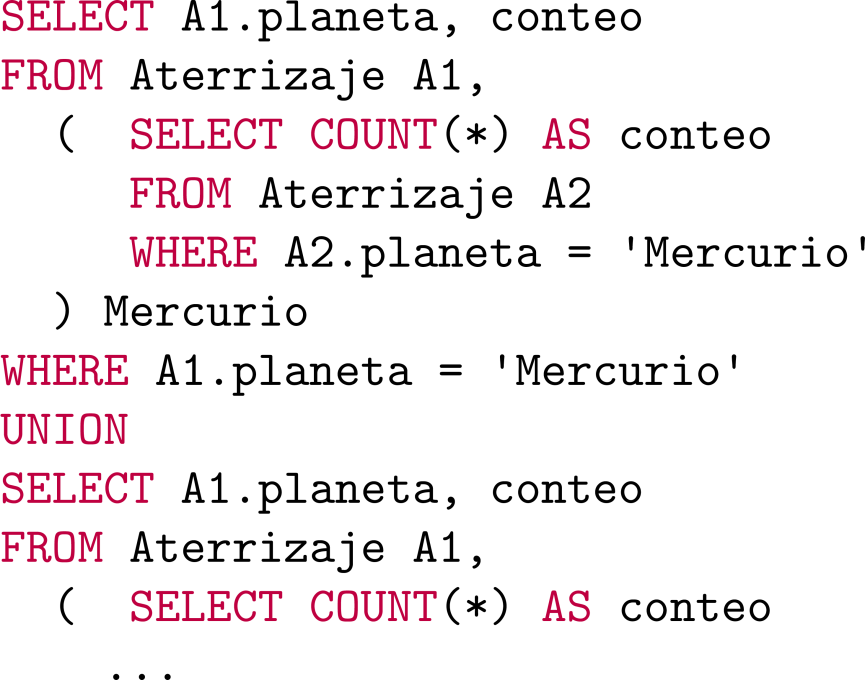 SELECT A1.planeta, conteo
FROM Aterrizaje A1,
( SELECT COUNT(*) AS conteo
FROM Aterrizaje A2
WHERE A2.planeta = 'Mercurio'
) Mercurio
WHERE A1.planeta = 'Mercurio'
UNION
SELECT A1.planeta, conteo
FROM Aterrizaje A1,
( SELECT COUNT(*) AS conteo
...